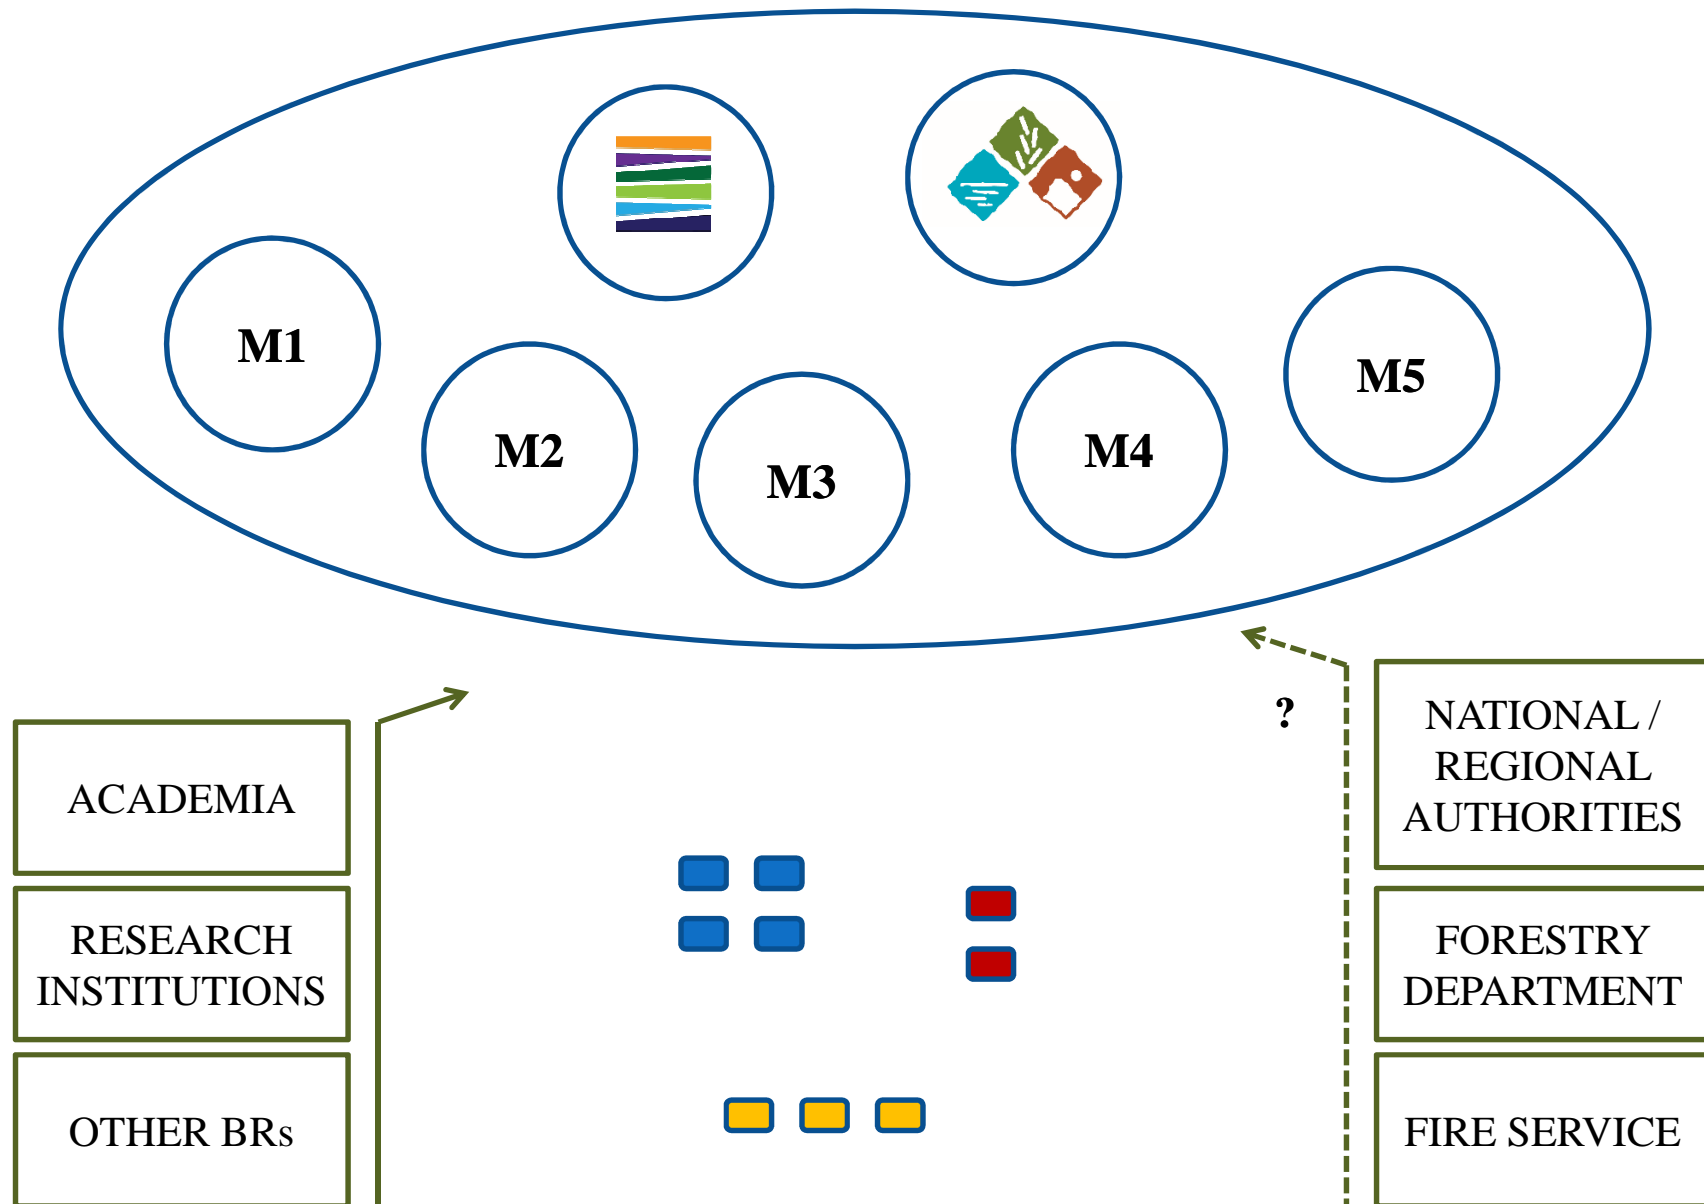 M1
M2
M3
M4
M5
?
ACADEMIA
RESEARCH
INSTITUTIONS
OTHER BRs
NATIONAL /
REGIONAL
AUTHORITIES
FORESTRY
DEPARTMENT
FIRE SERVICE